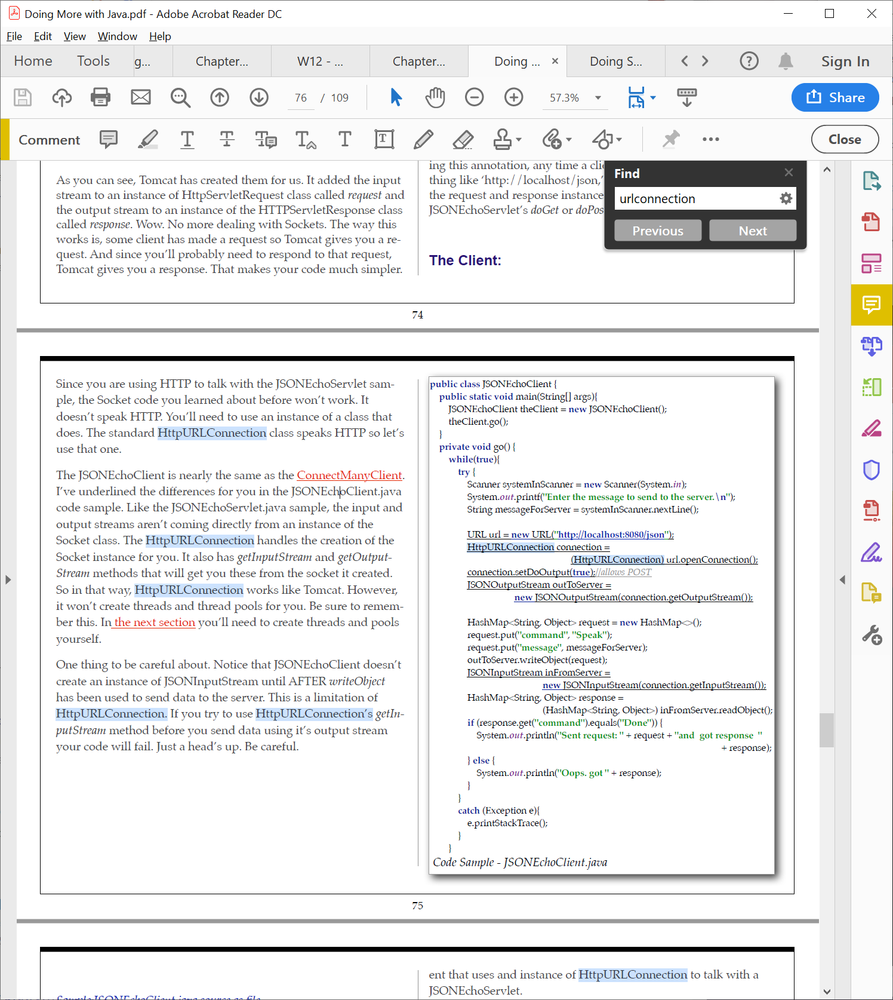 Doing More with Java.pdf - Adobe Acrobat Reader DC
File Edit View Window Help
Home Tools g... Chapter... W12 - ... Chapter... Doing ... Doing S... Sign In
76 / 109 57.3% Share
Comment Close
As you can see, Tomcat has created them for us. It added the input
stream to an instance of HttpServletRequest class called request and
the output stream to an instance of the HTTPServletResponse class
called response. Wow. No more dealing with Sockets. The way this
works is, some client has made a request so Tomcat gives you a re-
quest. And since you'll probably need to respond to that request,
Tomcat gives you a response. That makes your code much simpler.
ing this annotation, any time a clie
thing like 'http://localhost/json,'
the request and response instance
JSONEchoServlet's doGet or doPos
The Client:
Find
urlconnection
Previous Next
74
Since you are using HTTP to talk with the JSONEchoServlet sam-
ple, the Socket code you learned about before won't work. It
doesn't speak HTTP. You'll need to use an instance of a class that
does. The standard HttpURLConnection class speaks HTTP so let's
use that one.
The JSONEchoClient is nearly the same as the ConnectManyClient.
I've underlined the differences for you in the JSONEchoClient.java
code sample. Like the JSONEchoServlet.java sample, the input and
output streams aren't coming directly from an instance of the
Socket class. The HttpURLConnection handles the creation of the
Socket instance for you. It also has getInputStream and getOutput-
Stream methods that will get you these from the socket it created.
So in that way, HttpURLConnection works like Tomcat. However,
it won't create threads and thread pools for you. Be sure to remem-
ber this. In the next section you'll need to create threads and pools
yourself.
One thing to be careful about. Notice that JSONEchoClient doesn't
create an instance of JSONInputStream until AFTER writeObject
has been used to send data to the server. This is a limitation of
HttpURLConnection. If you try to use HttpURLConnection's getIn-
putStream method before you send data using it's output stream
your code will fail. Just a head's up. Be careful.
public class JSONEchoClient {
public static void main(String[] args){
JSONEchoClient theClient = new JSONEchoClient();
theClient.go();
}
private void go() {
while(true){
try {
Scanner systemInScanner = new Scanner(System.in);
System.out.printf("Enter the message to send to the server.\n");
String messageForServer = systemInScanner.nextLine();
URL url = new URL("http://localhost:8080/json");
HttpURLConnection connection =
(HttpURLConnection) url.openConnection();
connection.setDoOutput(true);//allows POST
JSONOutputStream outToServer =
new JSONOutputStream(connection.getOutputStream());
HashMap<String, Object> request = new HashMap<>();
request.put("command", "Speak");
request.put("message", messageForServer);
outToServer.writeObject(request);
JSONInputStream inFromServer =
new JSONInputStream(connection.getInputStream());
HashMap<String, Object> response =
(HashMap<String, Object>) inFromServer.readObject();
if (response.get("command").equals("Done")) {
System.out.println("Sent request: " + request + "and  got response  "
+ response);
} else {
System.out.println("Oops. got " + response);
}
}
catch (Exception e){
e.printStackTrace();
}
}
Code Sample - JSONEchoClient.java
75
Sample JSONEchoClient.java source as file
ent that uses and instance of HttpURLConnection to talk with a
JSONEchoServlet.